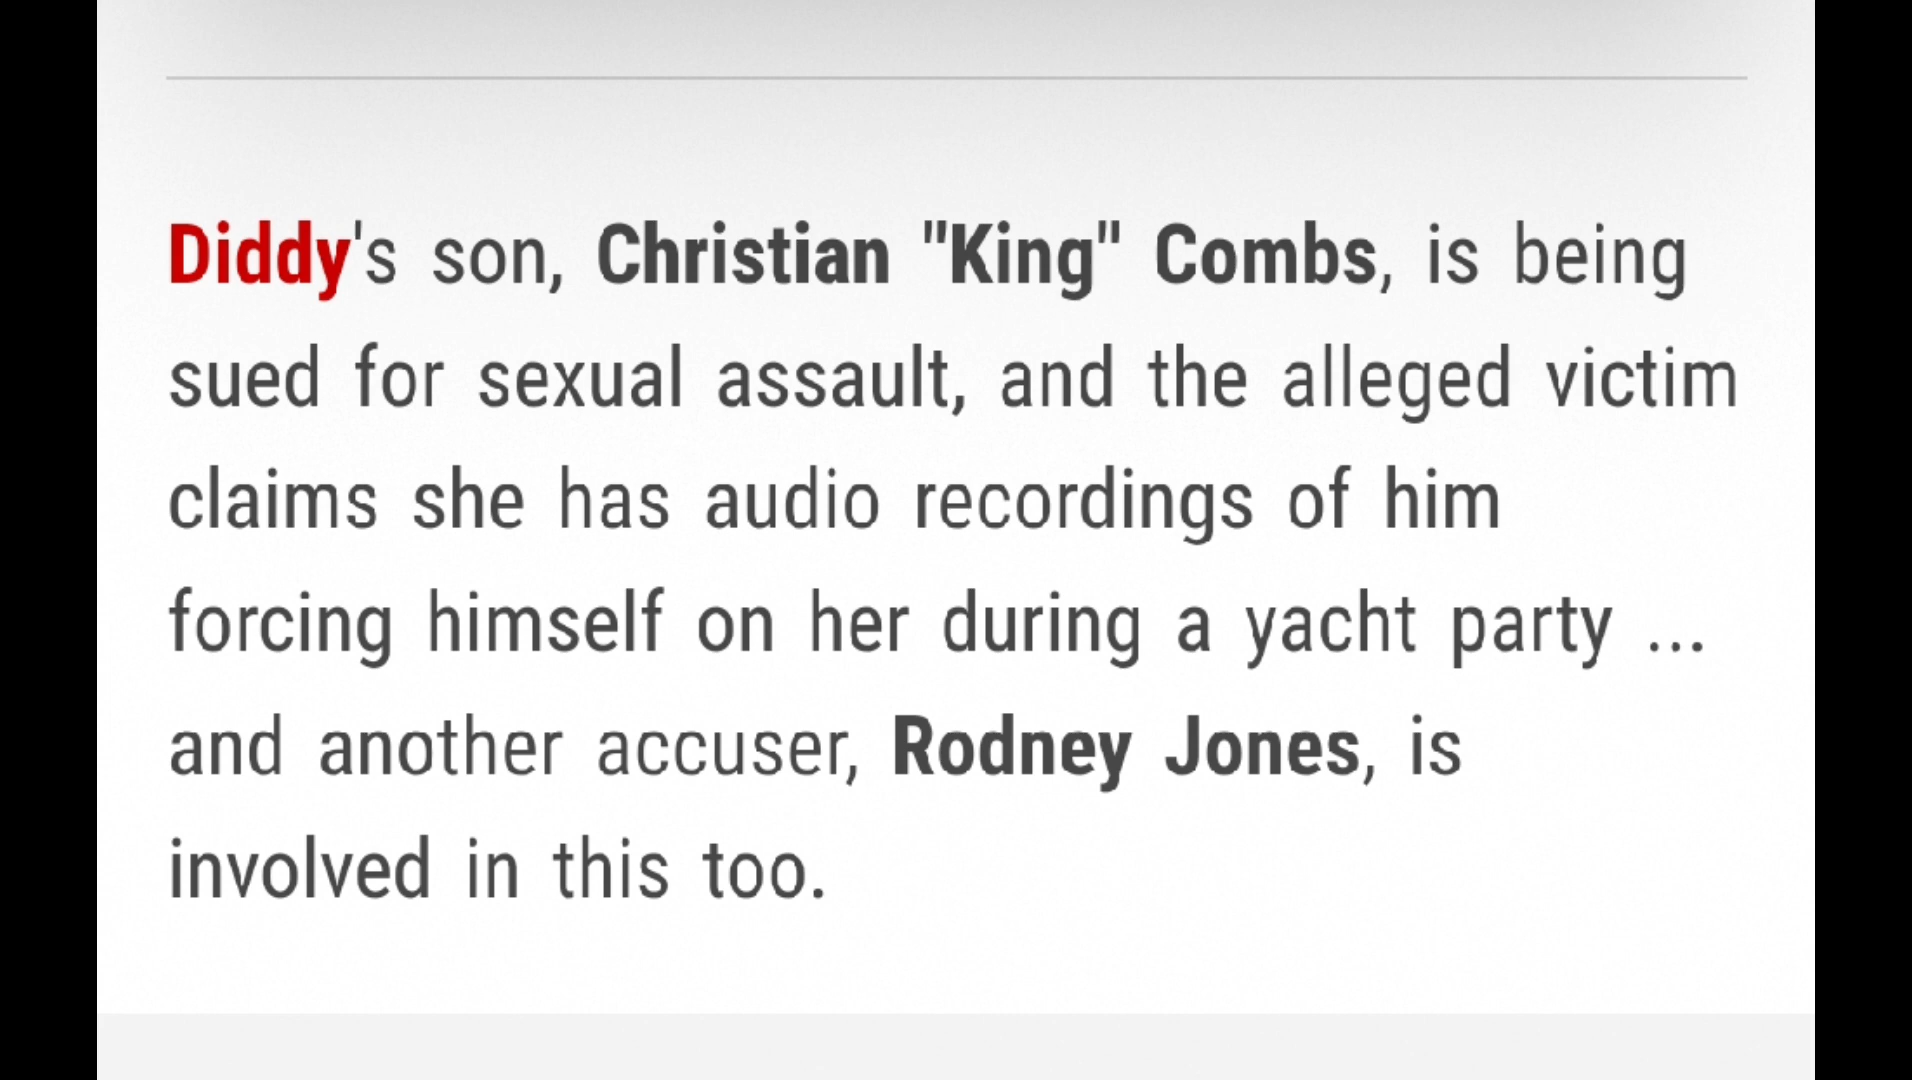 Diddy's son, Christian "King" Combs, is being
sued for sexual assault, and the alleged victim
claims she has audio recordings of him
forcing himself on her during a yacht party ...
and another accuser, Rodney Jones, is
involved in this too.